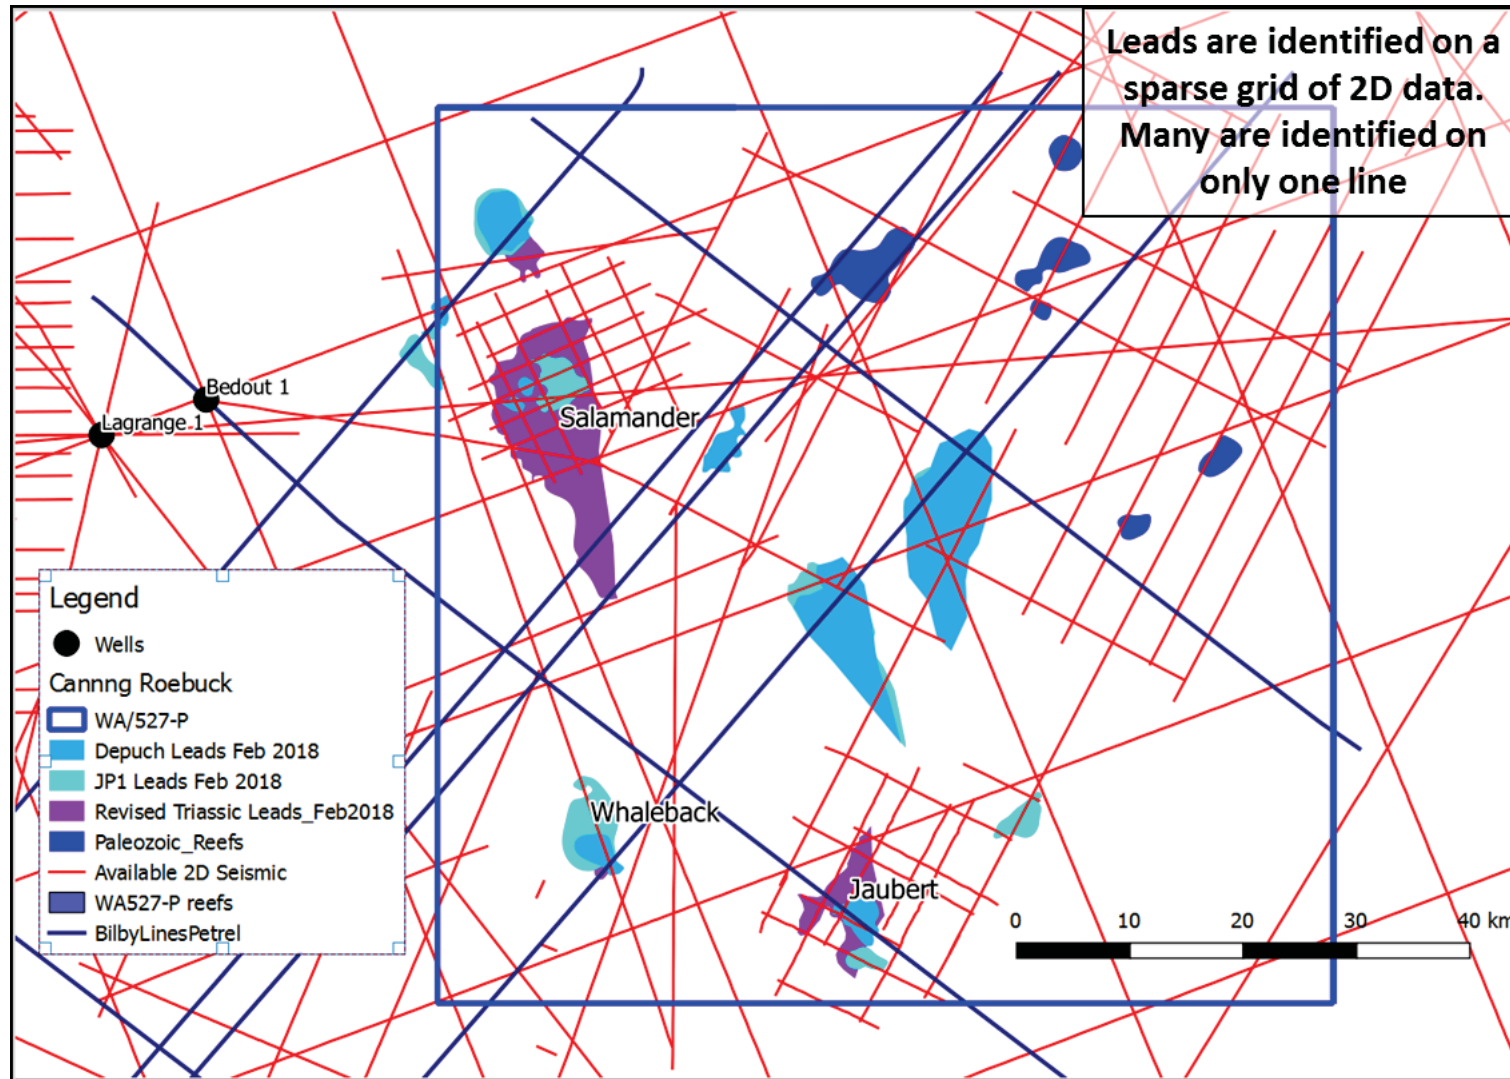 Leads are identified on a
sparse grid of 2D data.
Many are identified on
only one line
Bedout 1
Lagrange 1
Salamander
Whaleback
Jaubert
Legend
Wells
Cannng Roebuck
WA/527-P
Depuch Leads Feb 2018
JP1 Leads Feb 2018
Revised Triassic Leads_Feb2018
Paleozoic_Reefs
Available 2D Seismic
WA527-P reefs
BilbyLinesPetrel
0 10 20 30 40 km